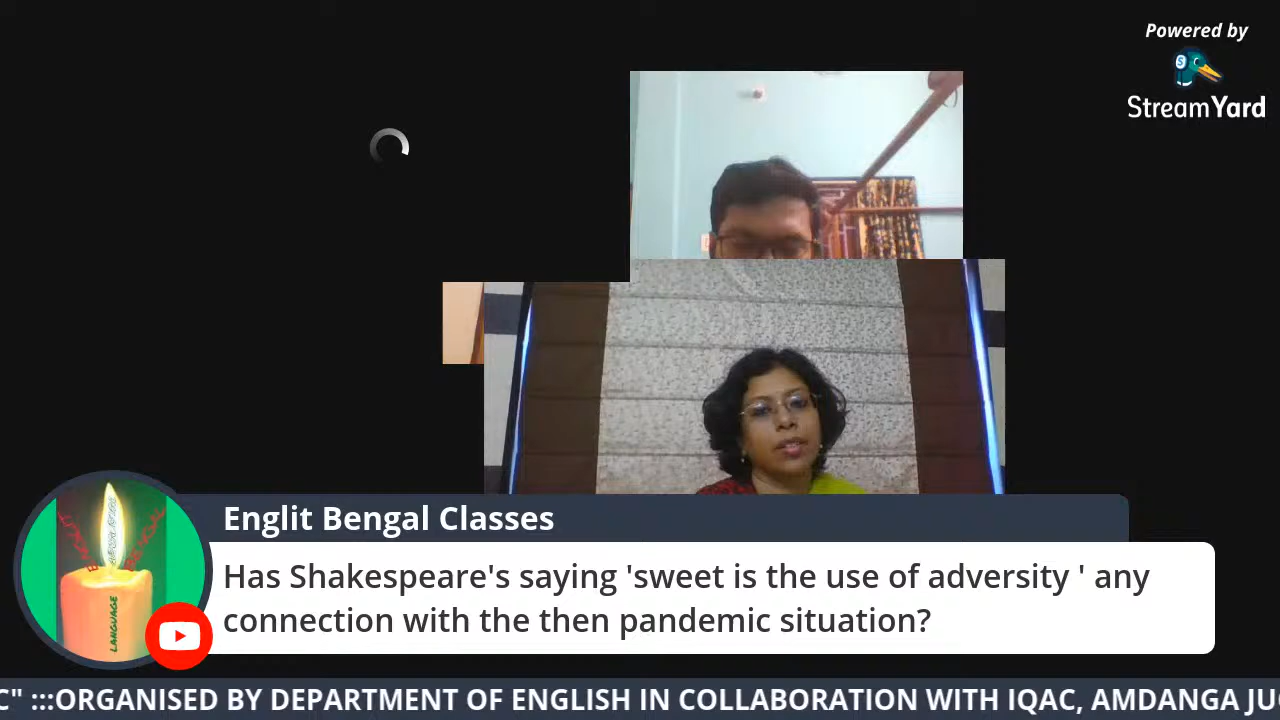 Powered by
StreamYard
Englit Bengal Classes
Has Shakespeare's saying 'sweet is the use of adversity ' any
connection with the then pandemic situation?
LANGUAGE
C" :::ORGANISED BY DEPARTMENT OF ENGLISH IN COLLABORATION WITH IQAC, AMDANGA JU